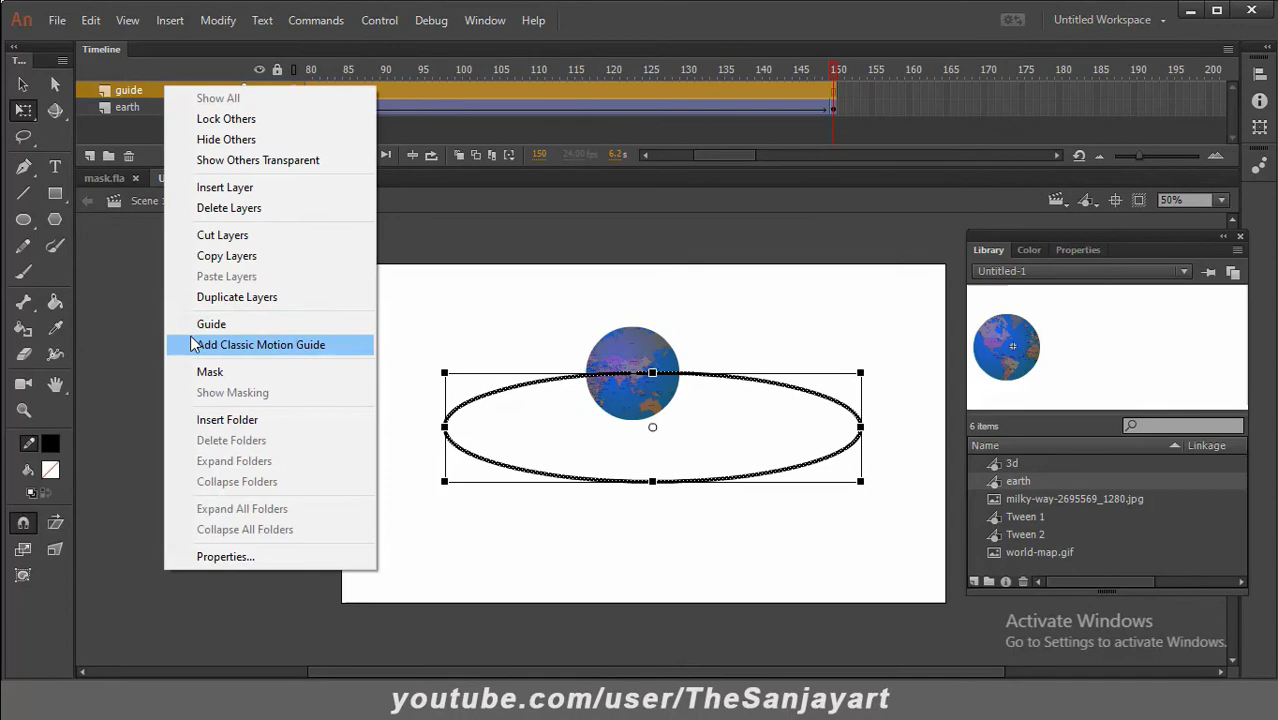 An File Edit View Insert Modify Text Commands Control Debug Window Help Untitled Workspace
T... Timeline
80 85 90 95 100 105 110 115 120 125 130 135 140 145 150 155 160 165 170 175 180 185 190 195 200
guide
earth
150 24.00 fps 6.2 s
mask.fla × U
Scene 50%
Show All
Lock Others
Hide Others
Show Others Transparent
Insert Layer
Delete Layers
Cut Layers
Copy Layers
Paste Layers
Duplicate Layers
Guide
Add Classic Motion Guide
Mask
Show Masking
Insert Folder
Delete Folders
Expand Folders
Collapse Folders
Expand All Folders
Collapse All Folders
Properties...
Library Color Properties
Untitled-1
6 items
Name Linkage
3d
earth
milky-way-2695569_1280.jpg
Tween 1
Tween 2
world-map.gif
Activate Windows
Go to Settings to activate Windows.
youtube.com/user/TheSanjayart